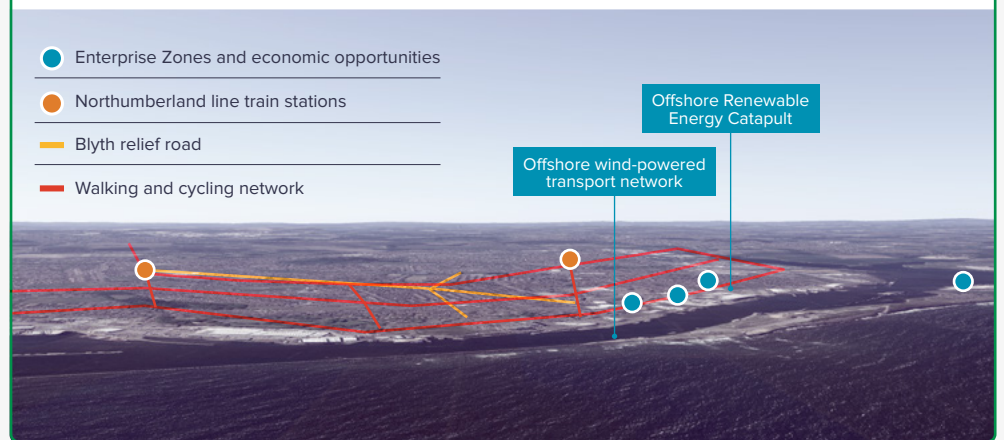 Enterprise Zones and economic opportunities
Northumberland line train stations
Blyth relief road
Walking and cycling network
Offshore Renewable
Energy Catapult
Offshore wind-powered
transport network